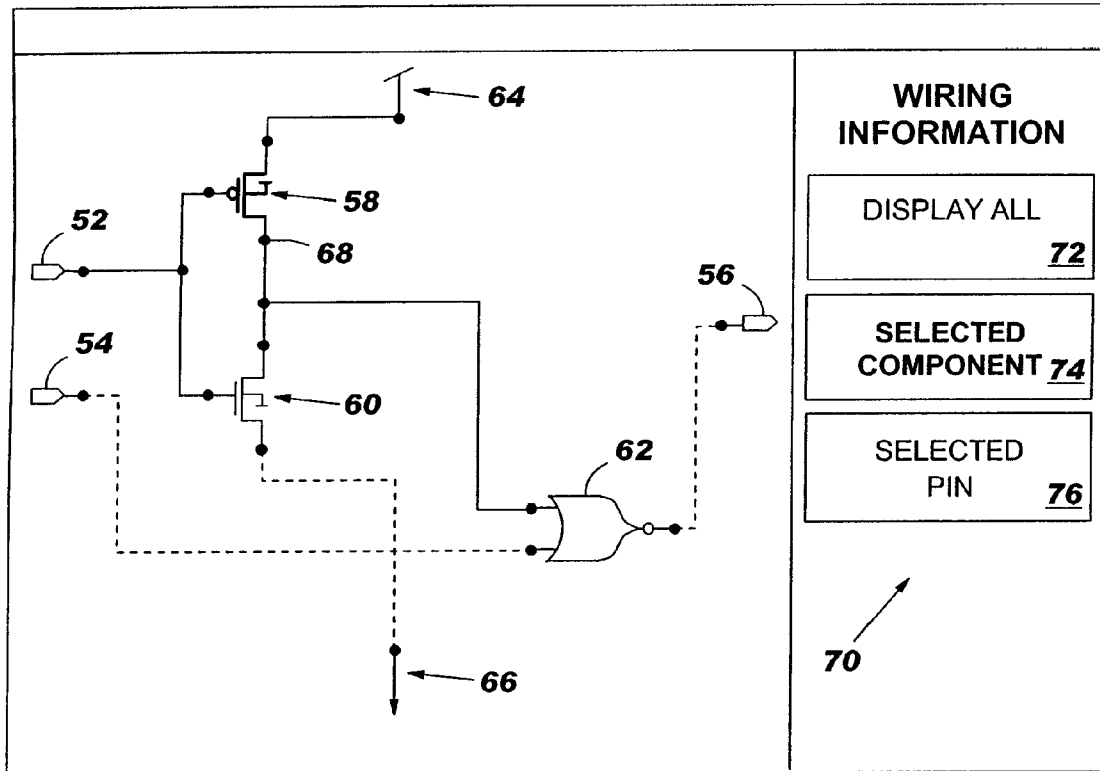 64
WIRING
INFORMATION
58
DISPLAY ALL
72
52
68
56
SELECTED
COMPONENT
74
54
60
62
SELECTED
PIN
76
66
70